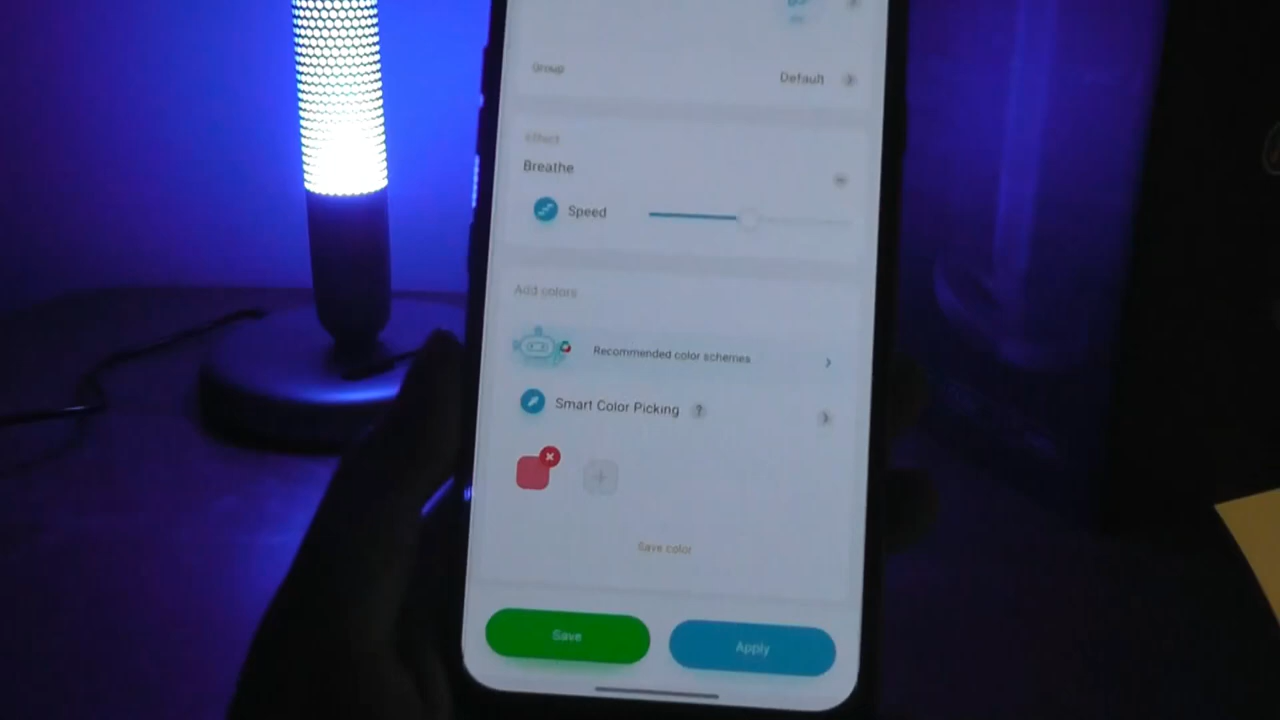 Group
Default
Effect
Breathe
Speed
Add colors
Recommended color schemes
Smart Color Picking ?
Save color
Save
Apply